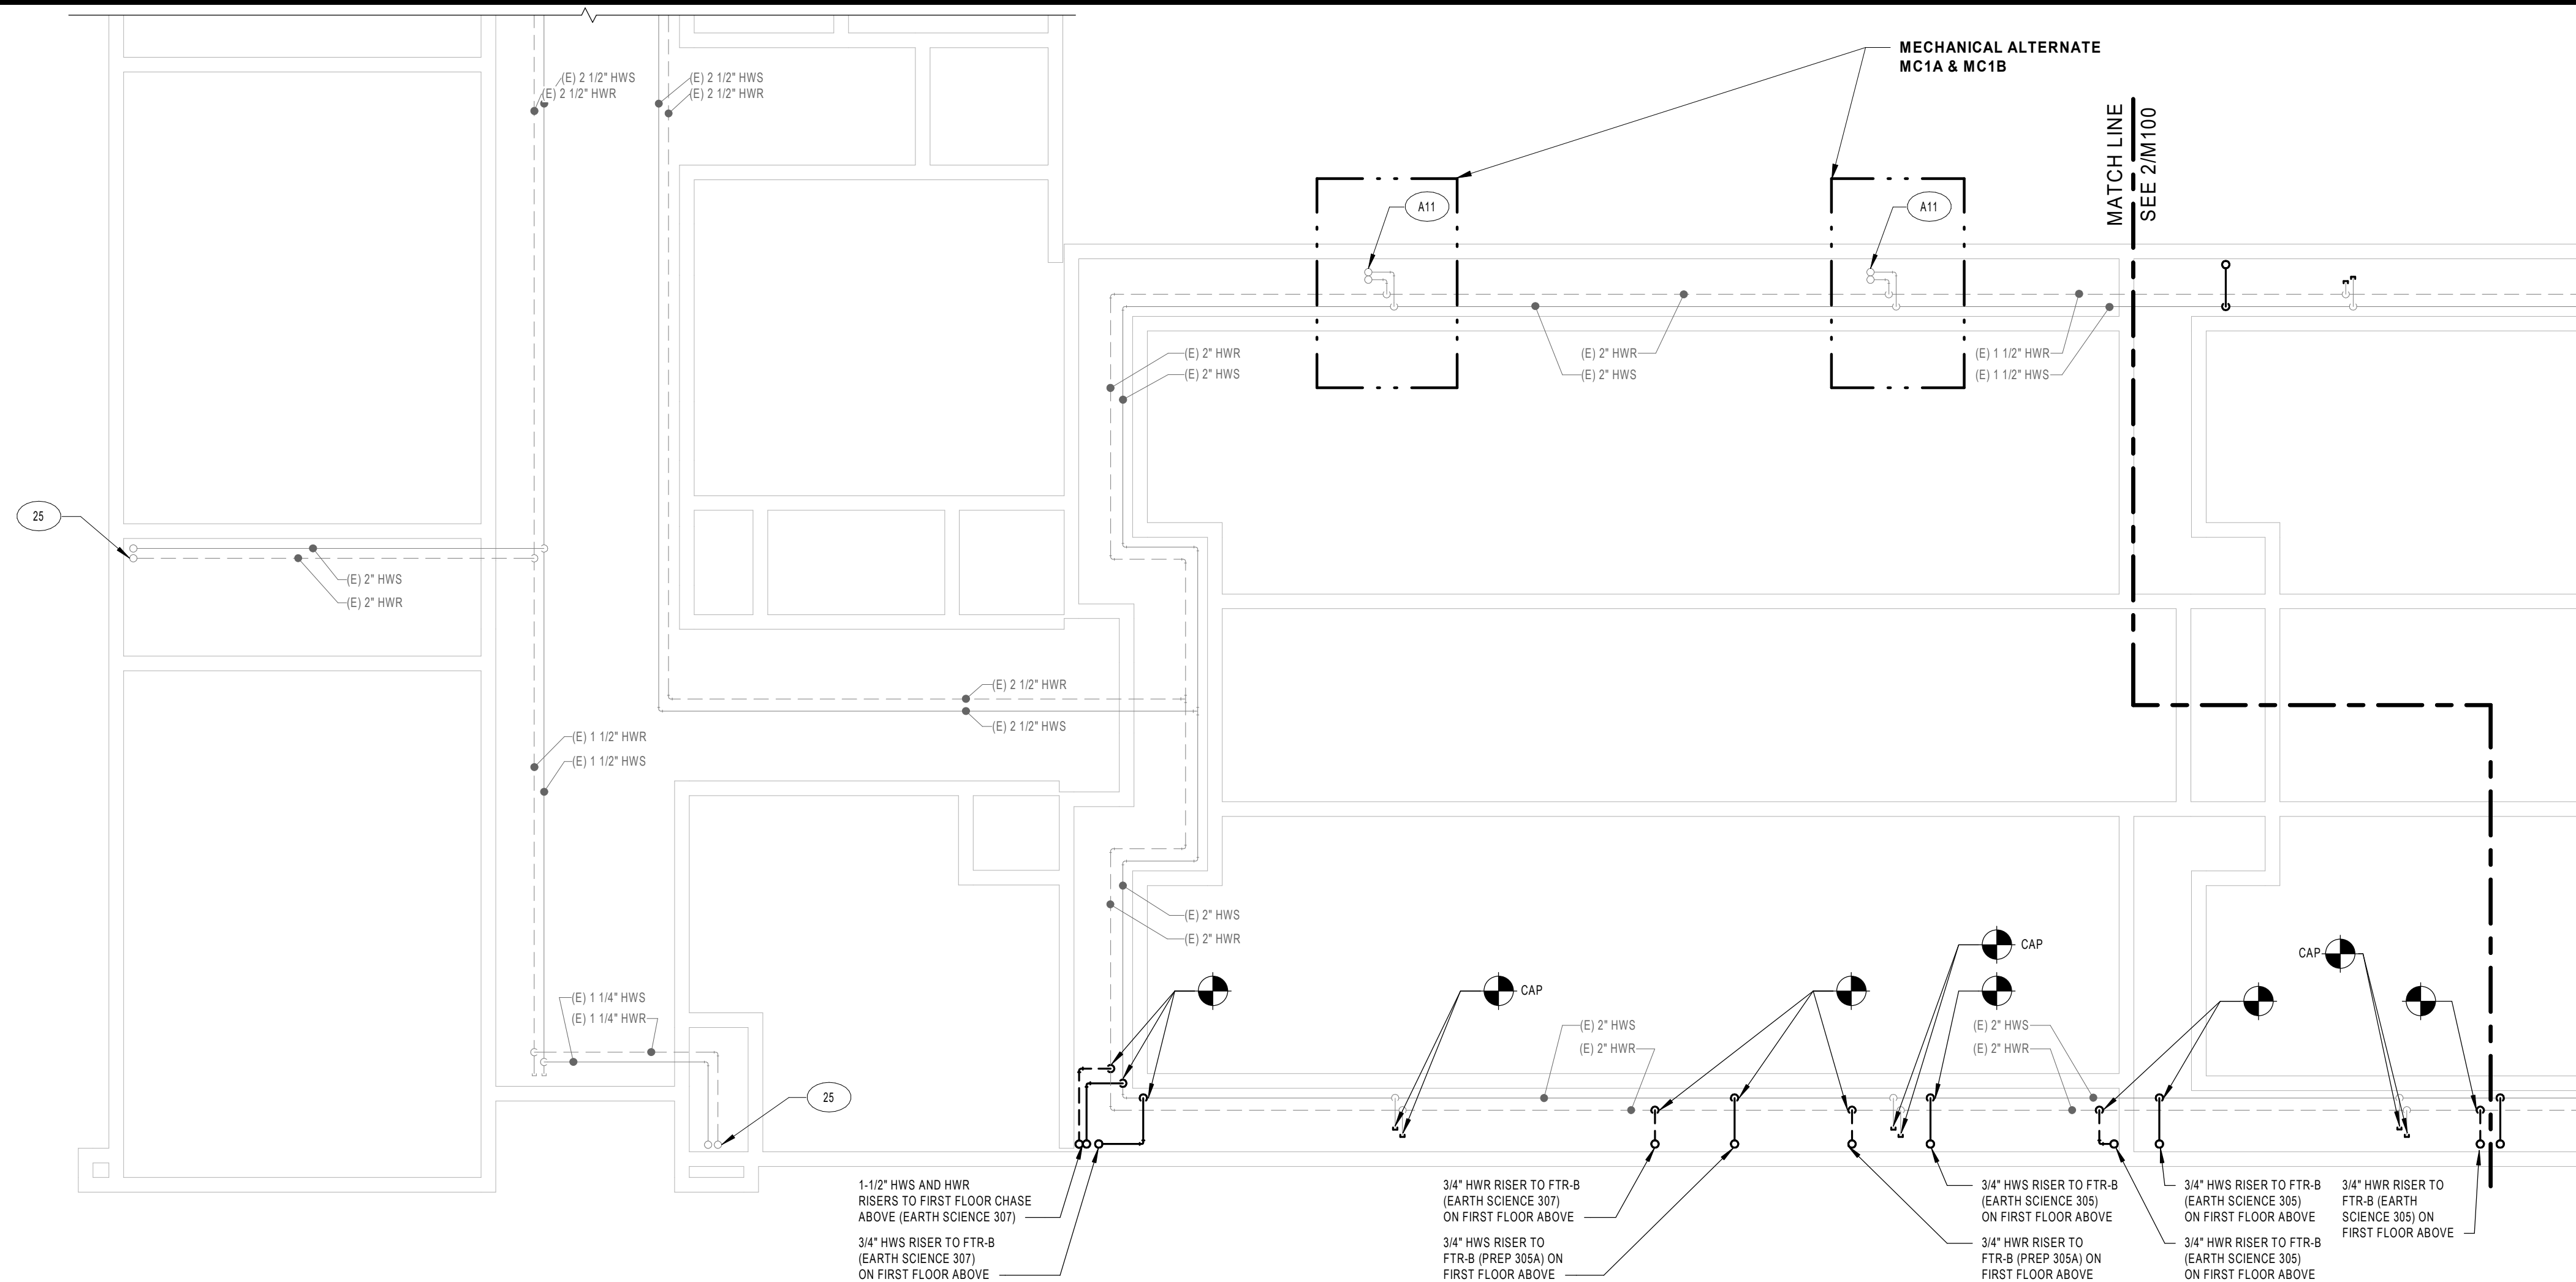 (E) 2 1/2" HWS
(E) 2 1/2" HWR
(E) 2 1/2" HWS
(E) 2 1/2" HWR
MECHANICAL ALTERNATE
MC1A & MC1B
MATCH LINE
SEE 2/M100
A11
A11
(E) 2" HWR
(E) 2" HWS
(E) 2" HWR
(E) 2" HWS
(E) 1 1/2" HWR
(E) 1 1/2" HWS
25
(E) 2" HWS
(E) 2" HWR
(E) 2 1/2" HWR
(E) 2 1/2" HWS
(E) 1 1/2" HWR
(E) 1 1/2" HWS
(E) 2" HWS
(E) 2" HWR
CAP
CAP
CAP
(E) 1 1/4" HWS
(E) 1 1/4" HWR
(E) 2" HWS
(E) 2" HWR
(E) 2" HWS
(E) 2" HWR
25
1-1/2" HWS AND HWR
RISERS TO FIRST FLOOR CHASE
ABOVE (EARTH SCIENCE 307)
3/4" HWS RISER TO FTR-B
(EARTH SCIENCE 307)
ON FIRST FLOOR ABOVE
3/4" HWR RISER TO FTR-B
(EARTH SCIENCE 307)
ON FIRST FLOOR ABOVE
3/4" HWS RISER TO
FTR-B (PREP 305A) ON
FIRST FLOOR ABOVE
3/4" HWS RISER TO FTR-B
(EARTH SCIENCE 305)
ON FIRST FLOOR ABOVE
3/4" HWR RISER TO
FTR-B (PREP 305A) ON
FIRST FLOOR ABOVE
3/4" HWS RISER TO FTR-B
(EARTH SCIENCE 305)
ON FIRST FLOOR ABOVE
3/4" HWR RISER TO FTR-B
(EARTH SCIENCE 305)
ON FIRST FLOOR ABOVE
3/4" HWR RISER TO
FTR-B (EARTH
SCIENCE 305) ON
FIRST FLOOR ABOVE